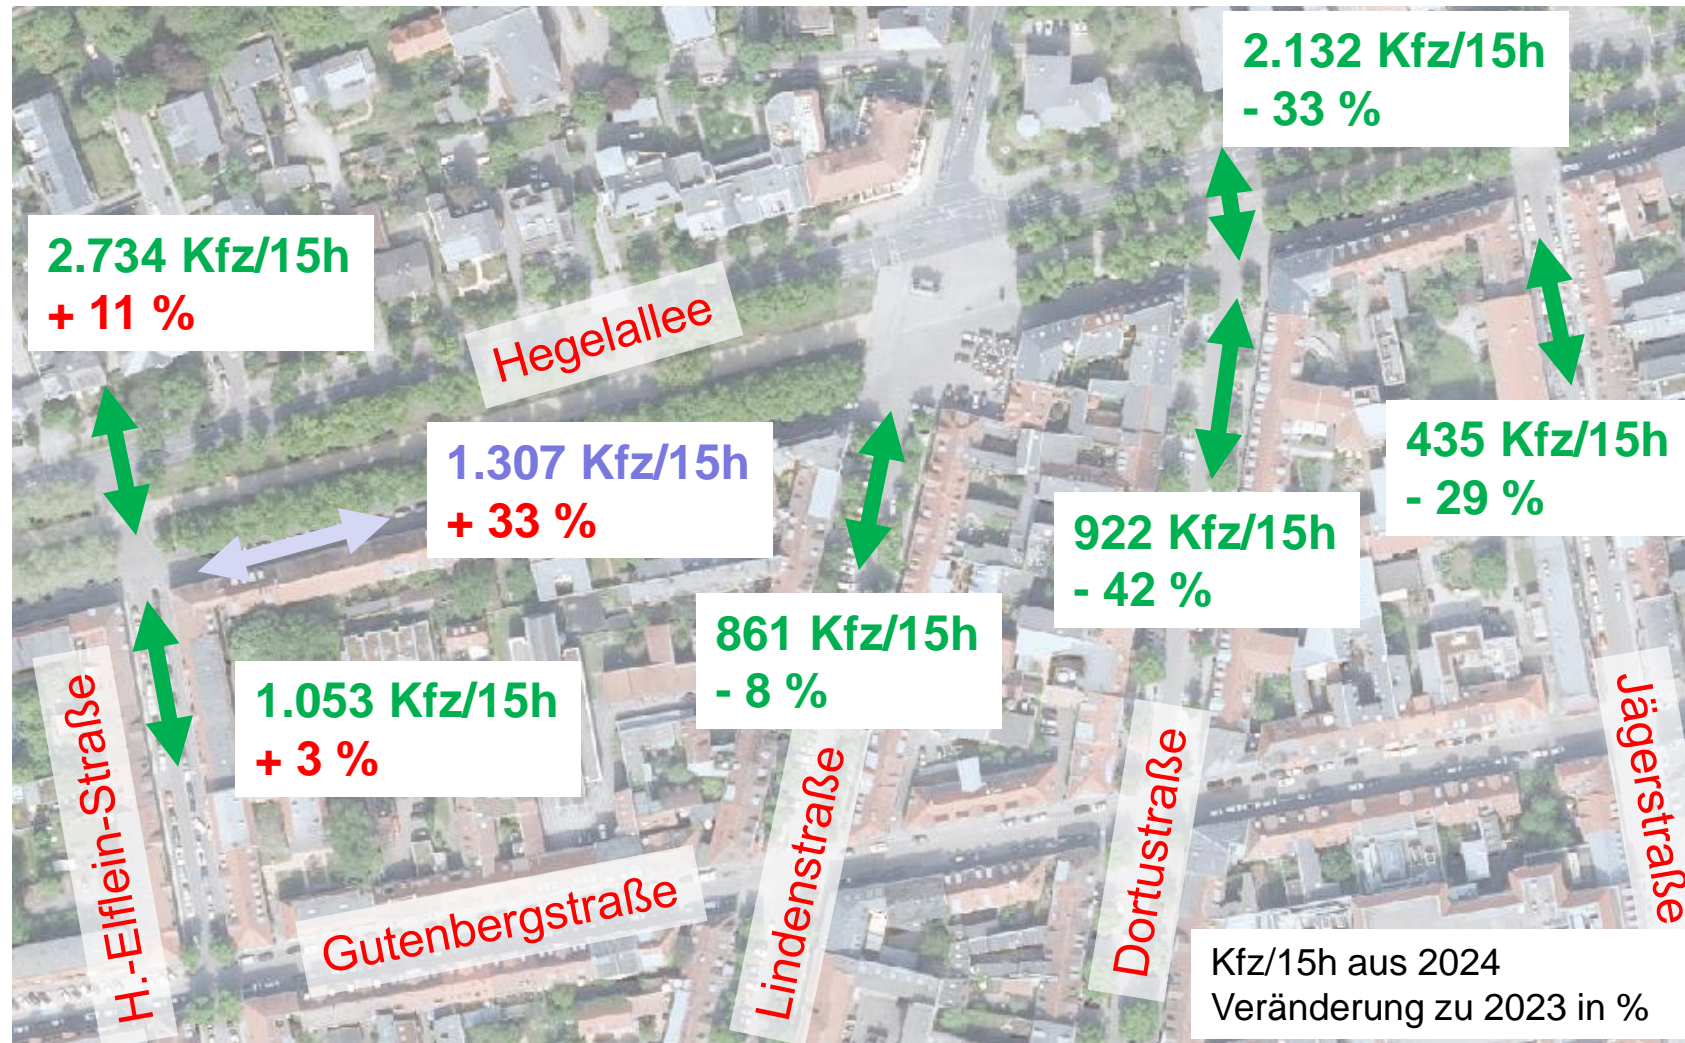 2.132 Kfz/15h
- 33 %
2.734 Kfz/15h
+ 11 %
Hegelallee
1.307 Kfz/15h
+ 33 %
435 Kfz/15h
- 29 %
922 Kfz/15h
- 42 %
861 Kfz/15h
- 8 %
1.053 Kfz/15h
+ 3 %
H.-Elflein-Straße
Gutenbergstraße
Lindenstraße
Dortustraße
Jägerstraße
Kfz/15h aus 2024
Veränderung zu 2023 in %